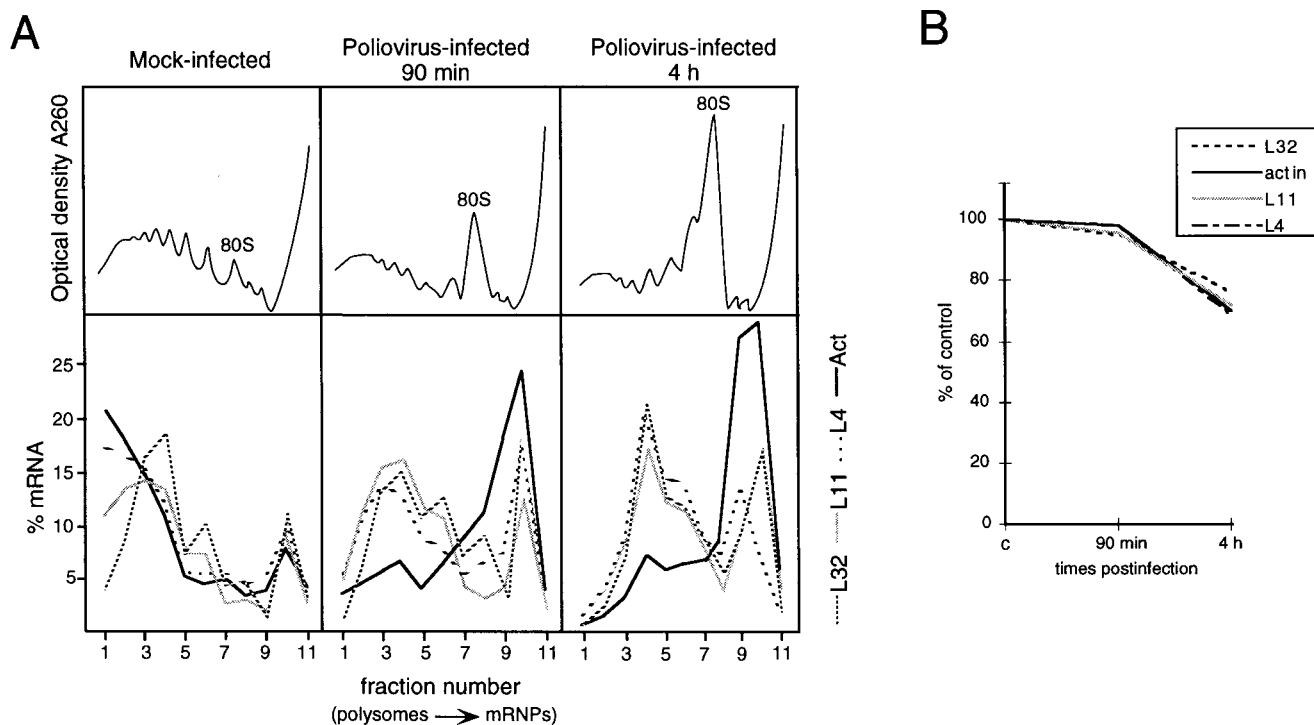 A
Mock-infected
Poliovirus-infected
90 min
Poliovirus-infected
4 h
Optical density A260
80S
80S
80S
% mRNA
25
20
15
10
5
1 3 5 7 9 11
1 3 5 7 9 11
1 3 5 7 9 11
fraction number
(polysomes → mRNPs)
L32 L11 L4 Act
B
L32
actin
L11
L4
% of control
100
80
60
40
20
0
c 90 min 4 h
times postinfection